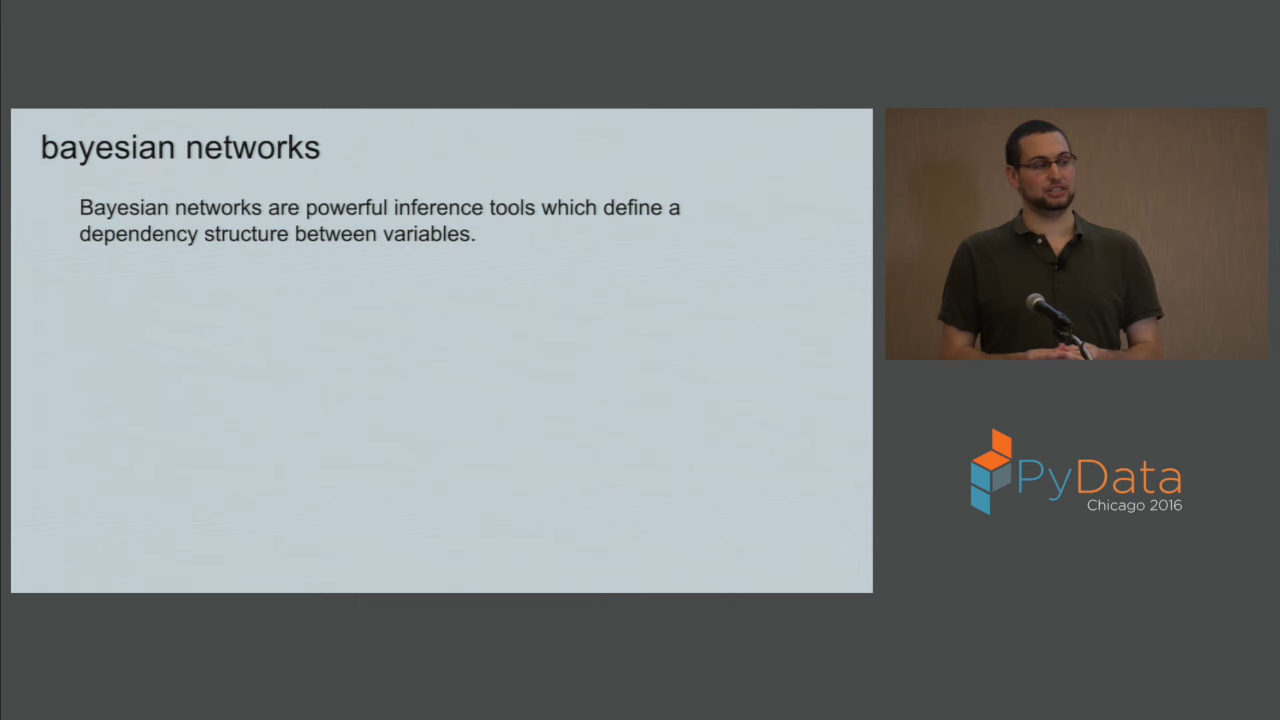 bayesian networks
Bayesian networks are powerful inference tools which define a
dependency structure between variables.
PyData
Chicago 2016